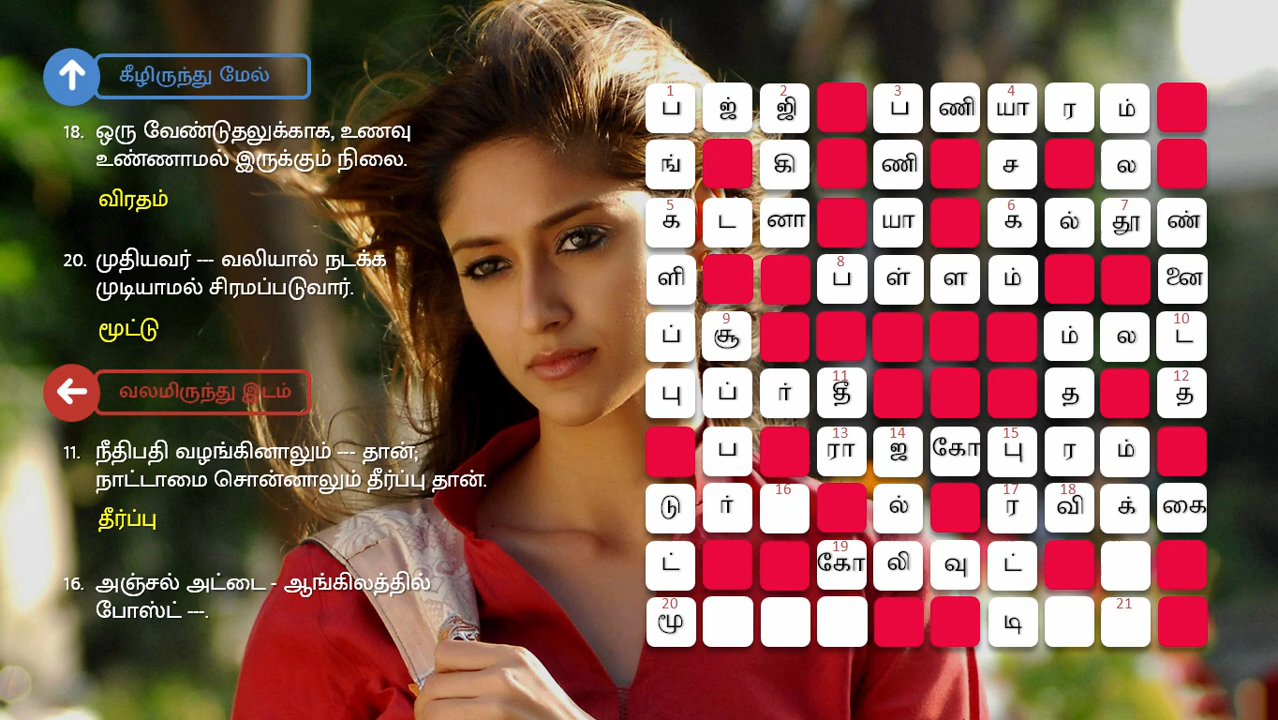 கீழிருந்து மேல்
18. ஒரு வேண்டுதலுக்காக, உணவு
உண்ணாமல் இருக்கும் நிலை.
விரதம்
20. முதியவர் --- வலியால் நடக்க
முடியாமல் சிரமப்படுவார்.
மூட்டு
வலமிருந்து இடம்
11. நீதிபதி வழங்கினாலும் --- தான்;
நாட்டாமை சொன்னாலும் தீர்ப்பு தான்.
தீர்ப்பு
16. அஞ்சல் அட்டை - ஆங்கிலத்தில்
போஸ்ட் ---.
1 ப ஜ் 2 ஜி 3 ப ணி 4 யா ர ம்
ங் கி ணி ச ல
5 க ட னா யா 6 க ல் 7 தூ ண்
ளி 8 ப ள் ள ம் னை
ப் 9 சூ ம் ல 10 ட
பு ப் ர் 11 தீ த 12 த
ப 13 ரா 14 ஜ கோ 15 பு ர ம்
டு ர் 16 ல் 17 ர 18 வி க் கை
ட் 19 கோ லி வு ட்
20 மூ டி 21